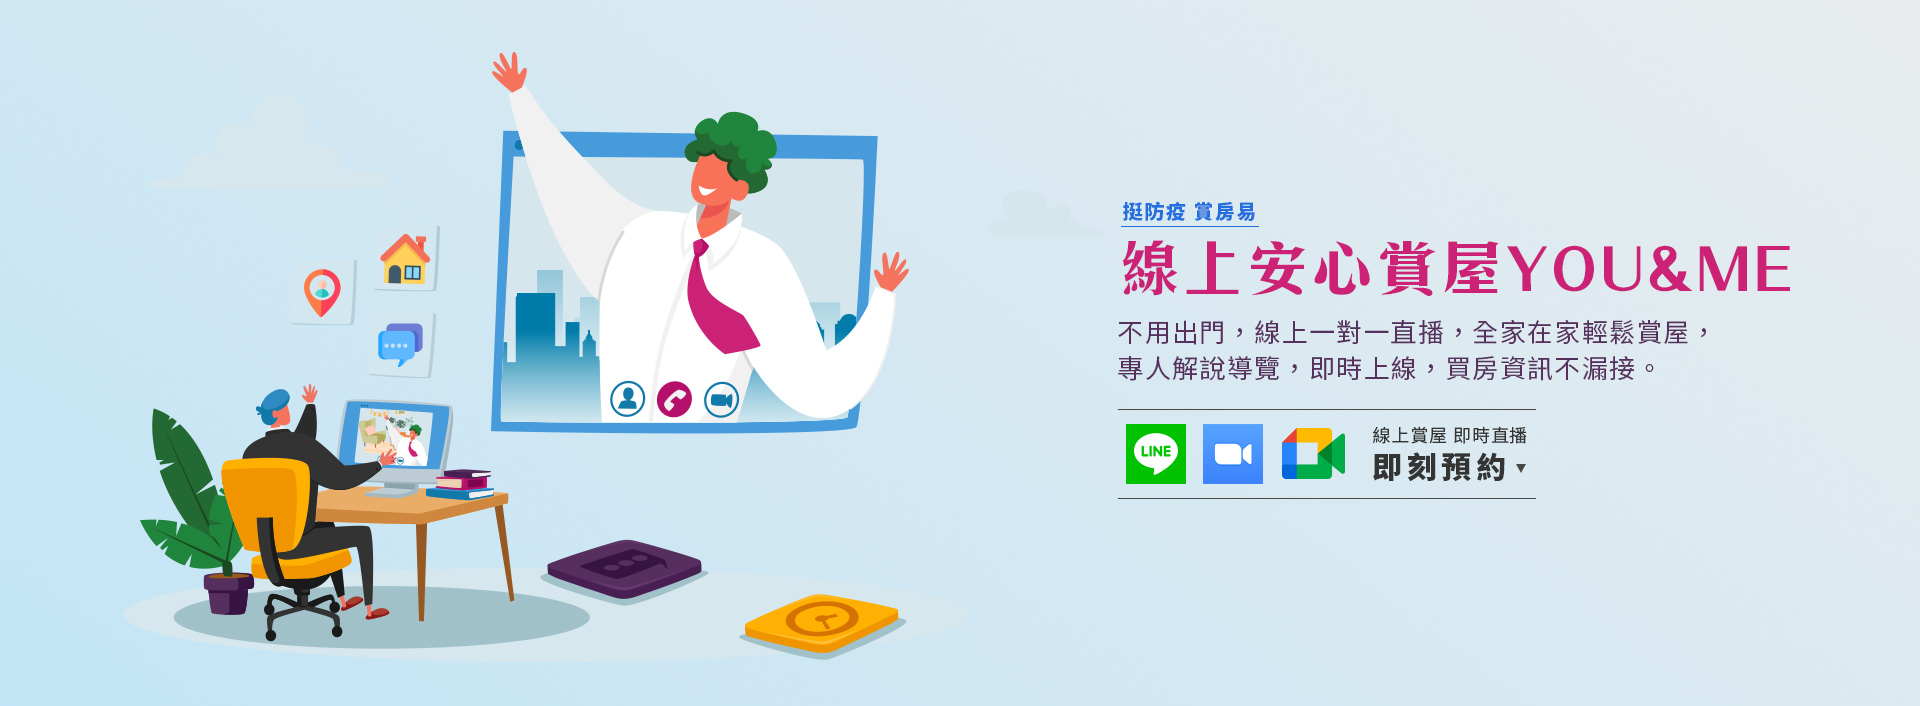 挺防疫 賞房易
線上安心賞屋YOU&ME
不用出門，線上一對一直播，全家在家輕鬆賞屋，
專人解說導覽，即時上線，買房資訊不漏接。
LINE
線上賞屋 即時直播
即刻預約▼